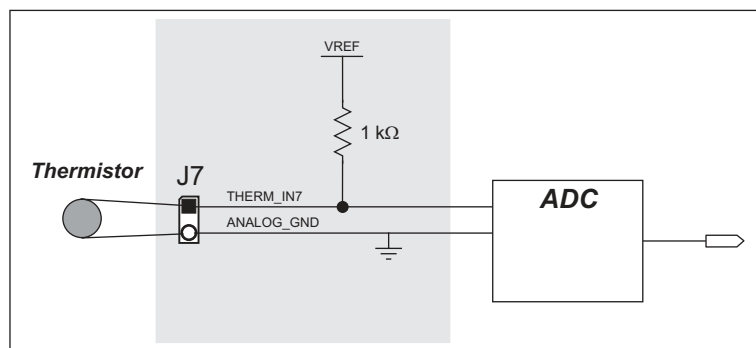 VREF
1 kΩ
Thermistor
J7
THERM_IN7
ADC
ANALOG_GND